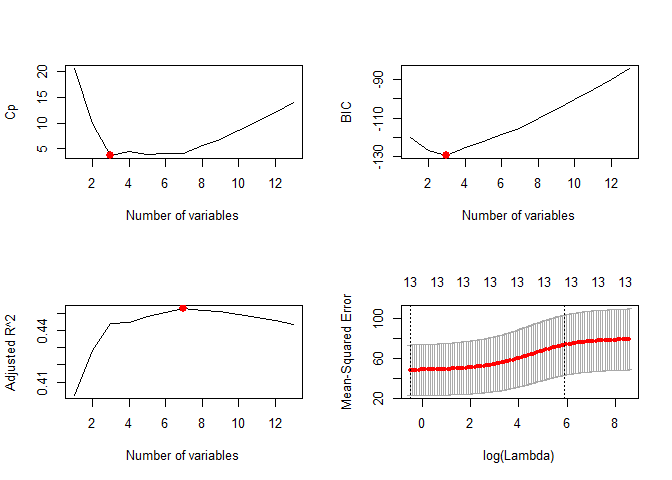 Cp
5 10 15 20
2 4 6 8 10 12
Number of variables
BIC
-130 -110 -90
2 4 6 8 10 12
Number of variables
Adjusted R^2
0.41 0.44
2 4 6 8 10 12
Number of variables
13 13 13 13 13 13 13 13 13
Mean-Squared Error
20 60 100
0 2 4 6 8
log(Lambda)